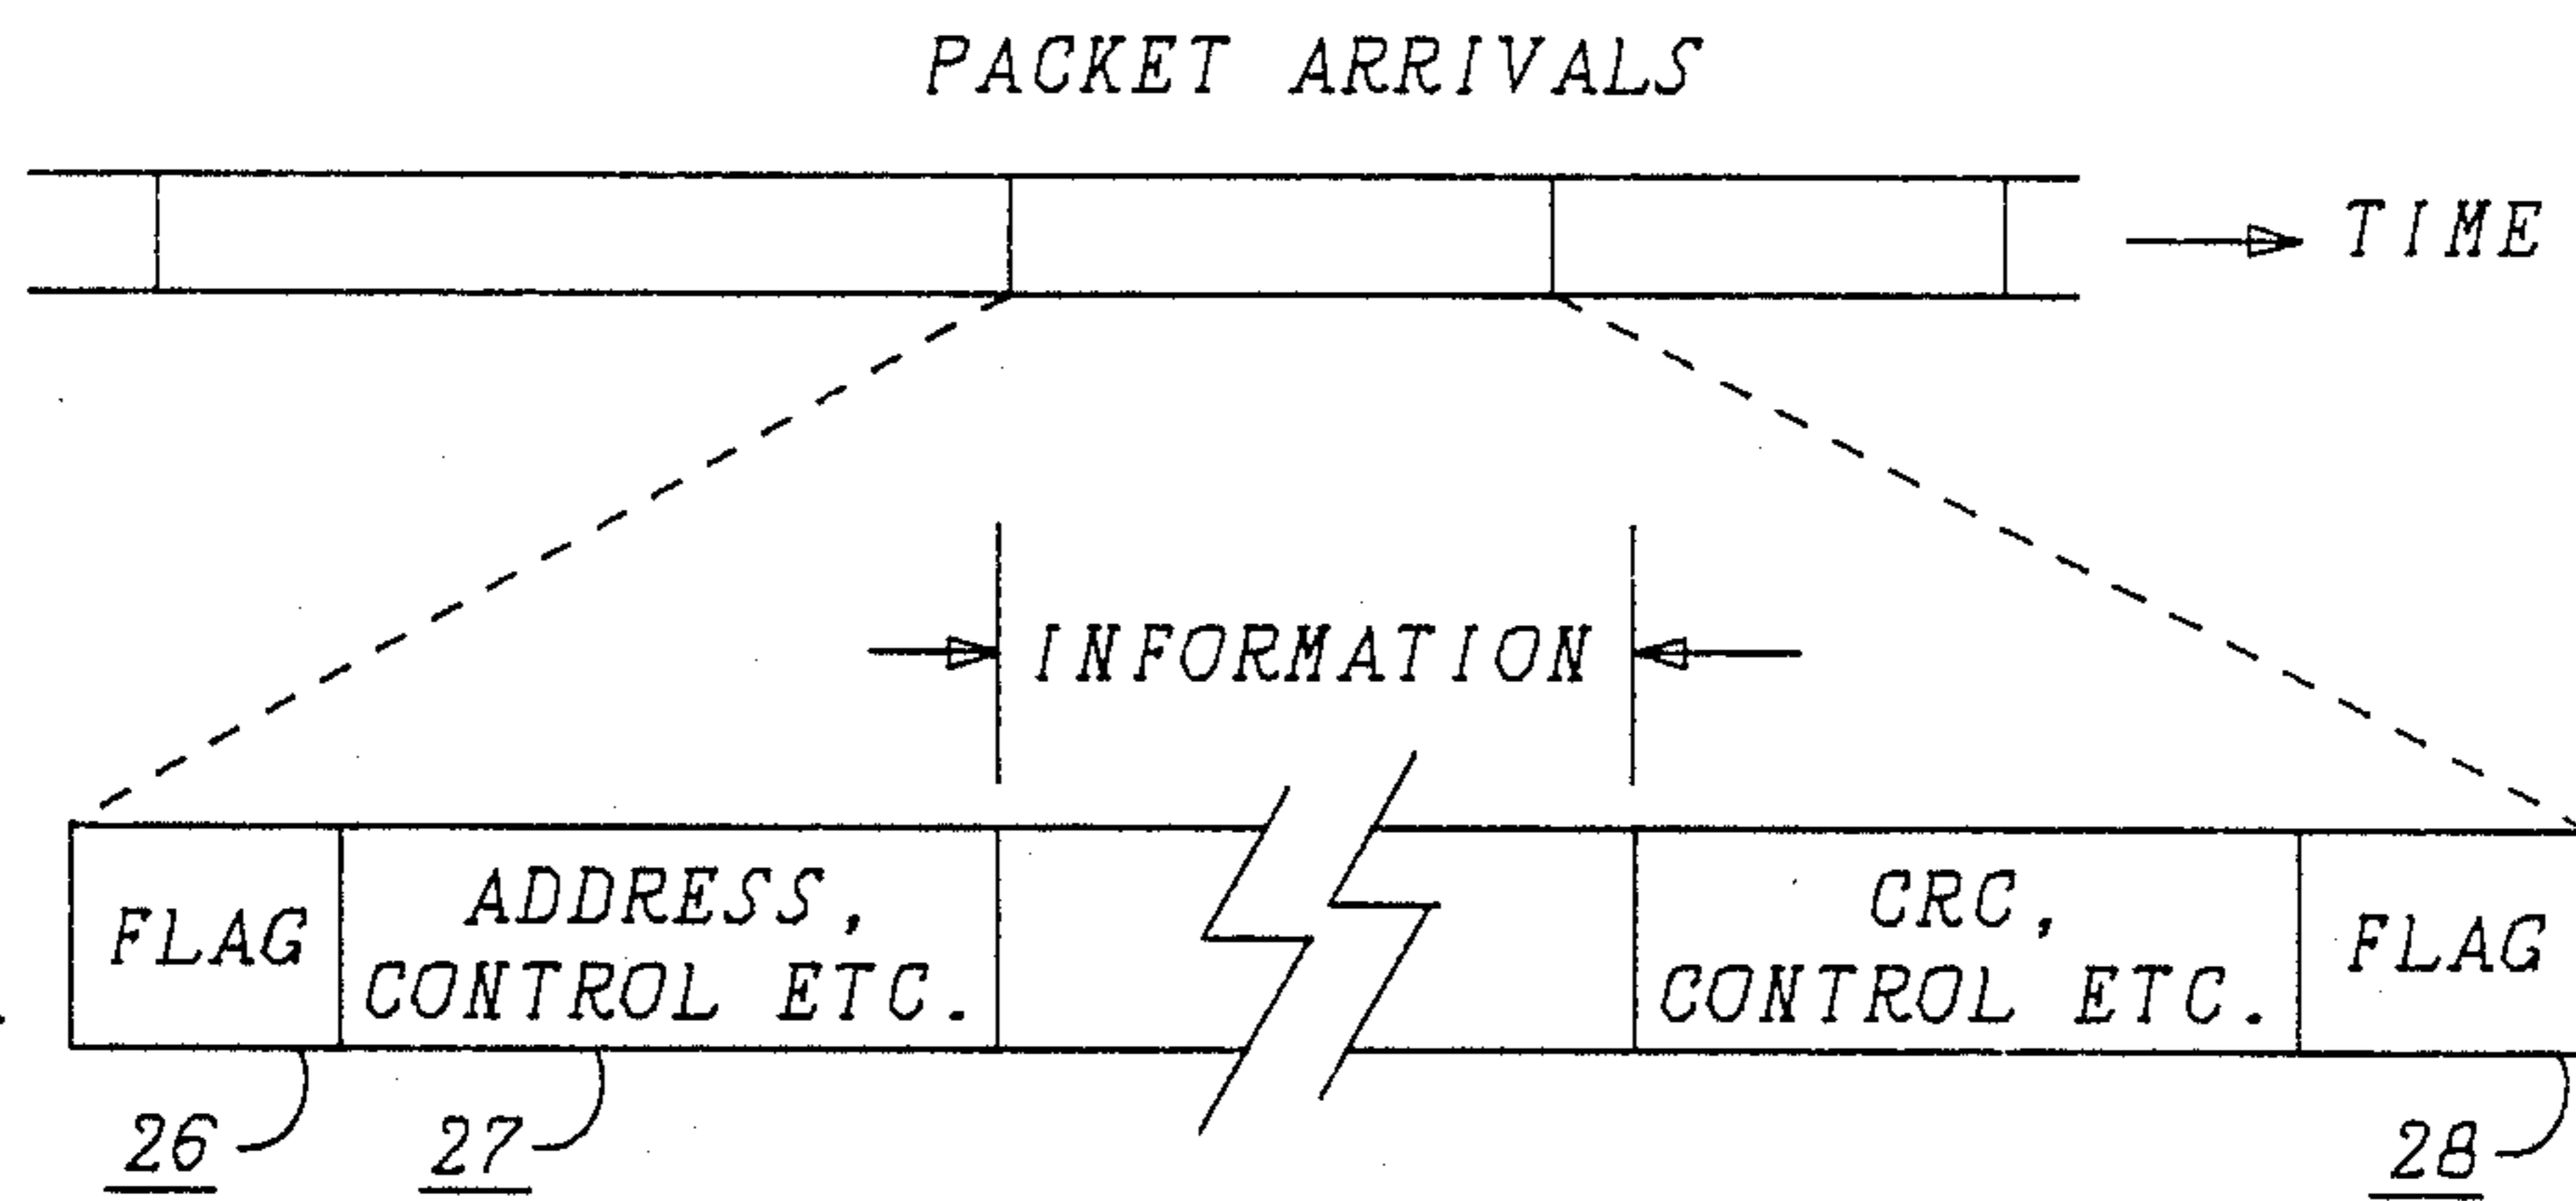 PACKET ARRIVALS
TIME
INFORMATION
FLAG
ADDRESS,
CONTROL ETC.
CRC,
CONTROL ETC.
FLAG
26
27
28